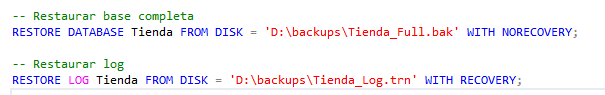 -- Restaurar base completa
RESTORE DATABASE Tienda FROM DISK = 'D:\backups\Tienda_Full.bak' WITH NORECOVERY;
-- Restaurar log
RESTORE LOG Tienda FROM DISK = 'D:\backups\Tienda_Log.trn' WITH RECOVERY;